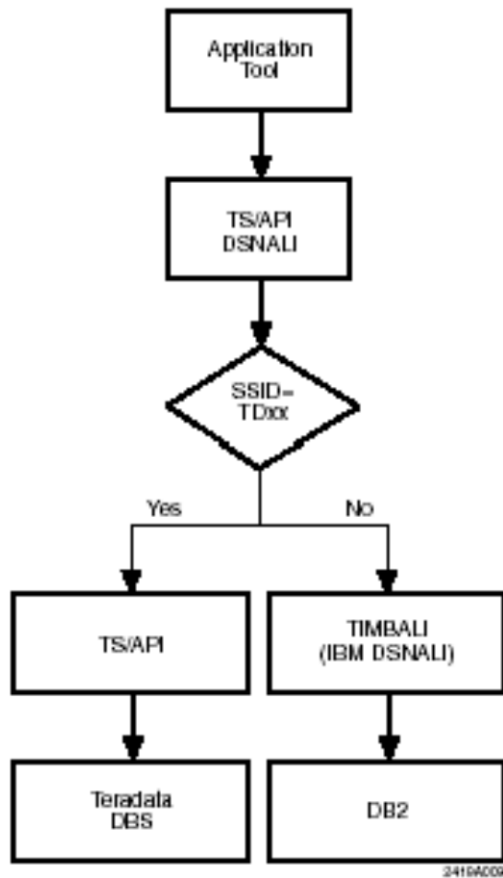 Application
Tool
TS/API
DSNALI
SSID=
TDxx
Yes
No
TS/API
TIMBALI
(IBM DSNALI)
Teradata
DBS
DB2